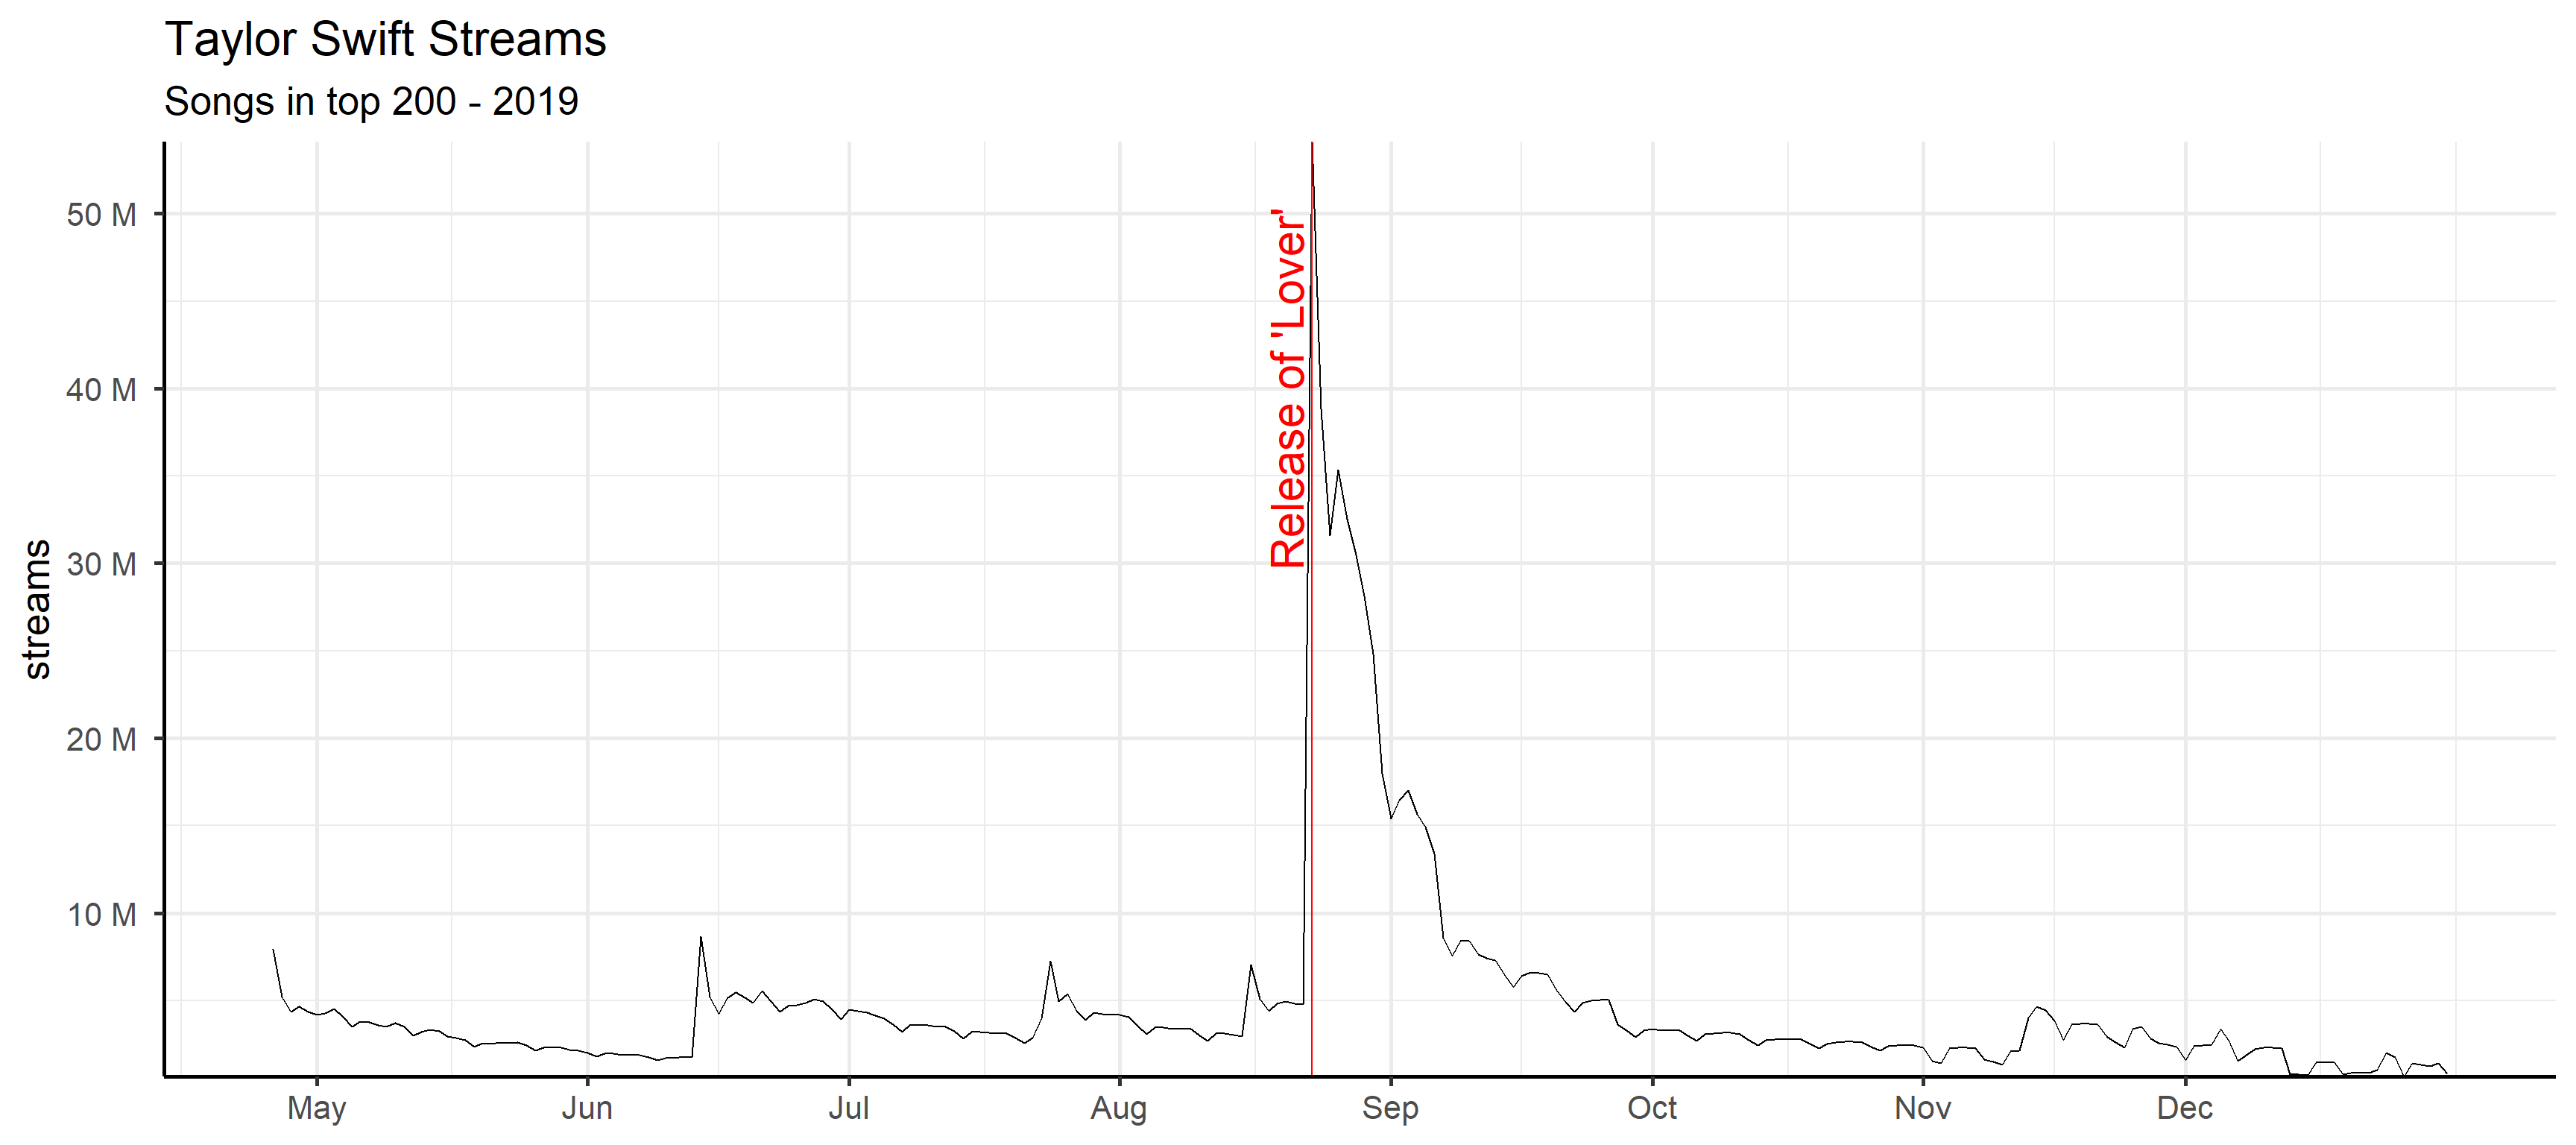 Taylor Swift Streams
Songs in top 200 - 2019
50 M
40 M
30 M
20 M
10 M
streams
Release of 'Lover'
May
Jun
Jul
Aug
Sep
Oct
Nov
Dec